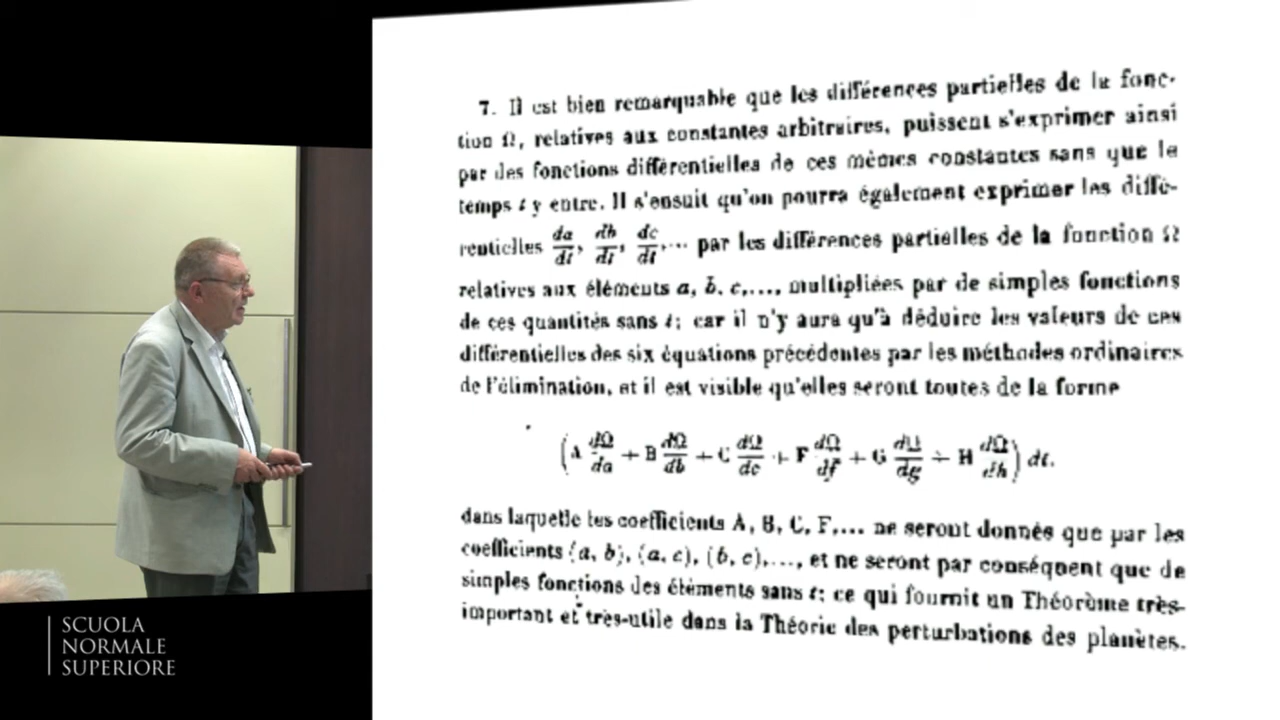 7. Il est bien remarquable que les différences partielles de la fonc-
tion Ω, relatives aux constantes arbitraires, puissent s'exprimer ainsi
par des fonctions différentielles de ces mêmes constantes sans que le
temps t y entre. Il s'ensuit qu'on pourra également exprimer les diffé-
rentielles da/dt, db/dt, dc/dt,... par les différences partielles de la fonction Ω
relatives aux éléments a, b, c,..., multipliées par de simples fonctions
de ces quantités sans t; car il n'y aura qu'à déduire les valeurs de ces
différentielles des six équations précédentes par les méthodes ordinaires
de l'élimination, et il est visible qu'elles seront toutes de la forme
(A dΩ/da + B dΩ/db + C dΩ/dc + F dΩ/df + G dΩ/dg + H dΩ/dh) dt.
dans laquelle les coefficients A, B, C, F,... ne seront donnés que par les
coefficients (a, b), (a, c), (b, c),..., et ne seront par conséquent que de
simples fonctions des éléments sans t; ce qui fournit un Théorème très-
important et très-utile dans la Théorie des perturbations des planètes.
SCUOLA
NORMALE
SUPERIORE